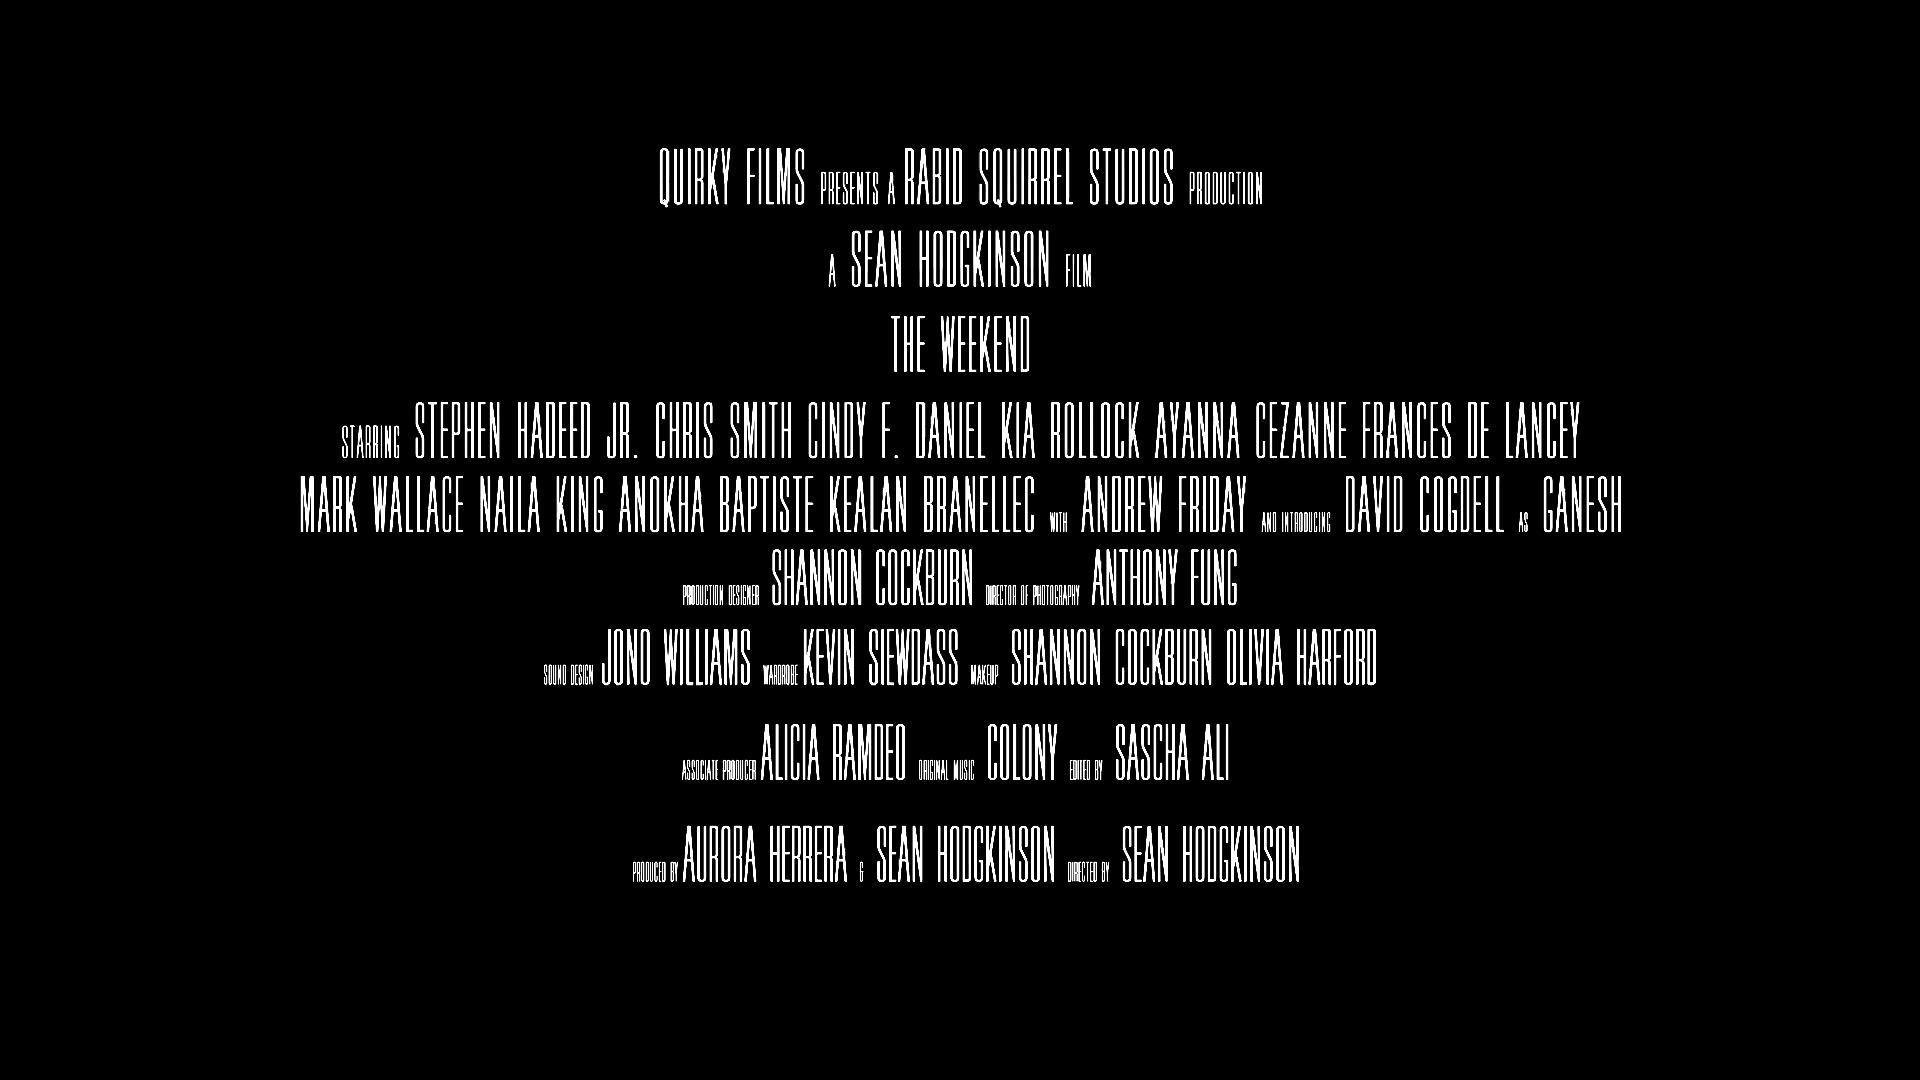 QUIRKY FILMS PRESENTS A RABID SQUIRREL STUDIOS PRODUCTION
A SEAN HODGKINSON FILM
THE WEEKEND
STARRING STEPHEN HADEED JR. CHRIS SMITH CINDY F. DANIEL KIA ROLLOCK AYANNA CEZANNE FRANCES DE LANCEY
MARK WALLACE NAILA KING ANOKHA BAPTISTE KEALAN BRANELLEC WITH ANDREW FRIDAY AND INTRODUCING DAVID COGDELL AS GANESH
PRODUCTION DESIGNER SHANNON COCKBURN DIRECTOR OF PHOTOGRAPHY ANTHONY FUNG
SOUND DESIGN JONO WILLIAMS WARDROBE KEVIN SIEWDASS MAKEUP SHANNON COCKBURN OLIVIA HARFORD
ASSOCIATE PRODUCER ALICIA RAMDEO ORIGINAL MUSIC COLONY EDITED BY SASCHA ALI
PRODUCED BY AURORA HERRERA & SEAN HODGKINSON DIRECTED BY SEAN HODGKINSON